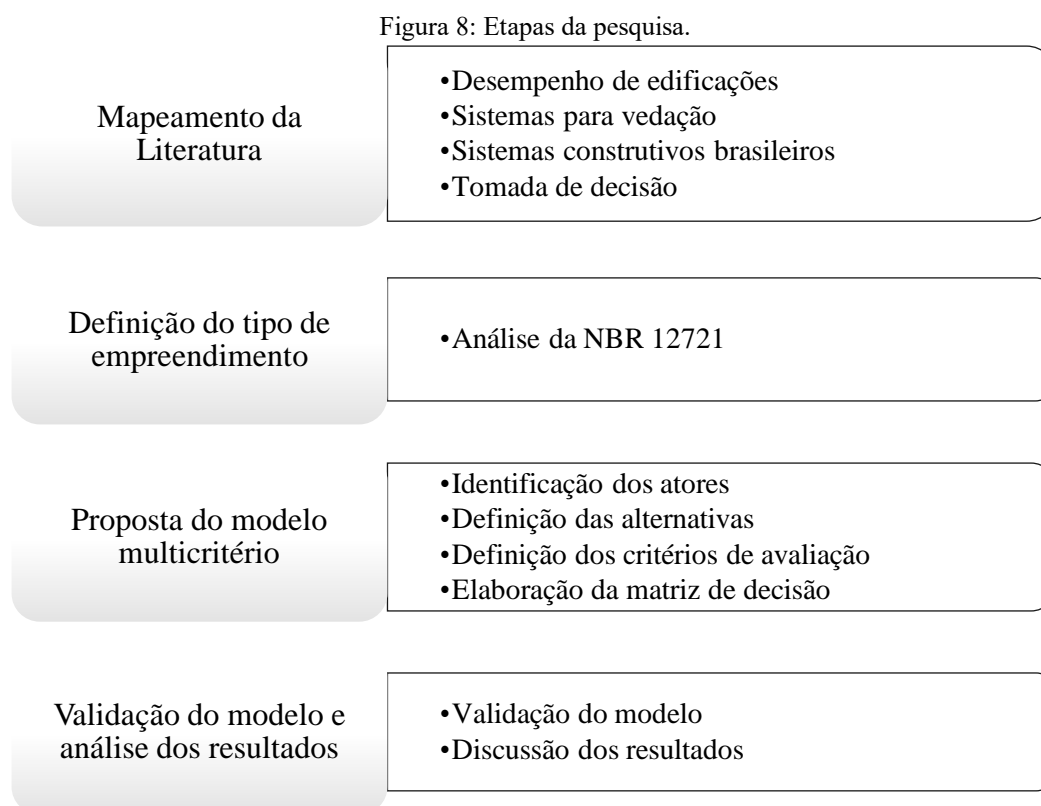 Figura 8: Etapas da pesquisa.
Mapeamento da
Literatura
•Desempenho de edificações
•Sistemas para vedação
•Sistemas construtivos brasileiros
•Tomada de decisão
Definição do tipo de
empreendimento
•Análise da NBR 12721
Proposta do modelo
multicritério
•Identificação dos atores
•Definição das alternativas
•Definição dos critérios de avaliação
•Elaboração da matriz de decisão
Validação do modelo e
análise dos resultados
•Validação do modelo
•Discussão dos resultados